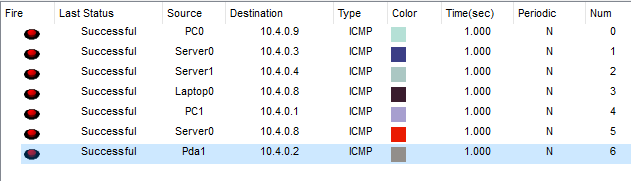 Fire Last Status Source Destination Type Color Time(sec) Periodic Num
Successful PC0 10.4.0.9 ICMP 1.000 N 0
Successful Server0 10.4.0.3 ICMP 1.000 N 1
Successful Server1 10.4.0.4 ICMP 1.000 N 2
Successful Laptop0 10.4.0.8 ICMP 1.000 N 3
Successful PC1 10.4.0.1 ICMP 1.000 N 4
Successful Server0 10.4.0.8 ICMP 1.000 N 5
Successful Pda1 10.4.0.2 ICMP 1.000 N 6